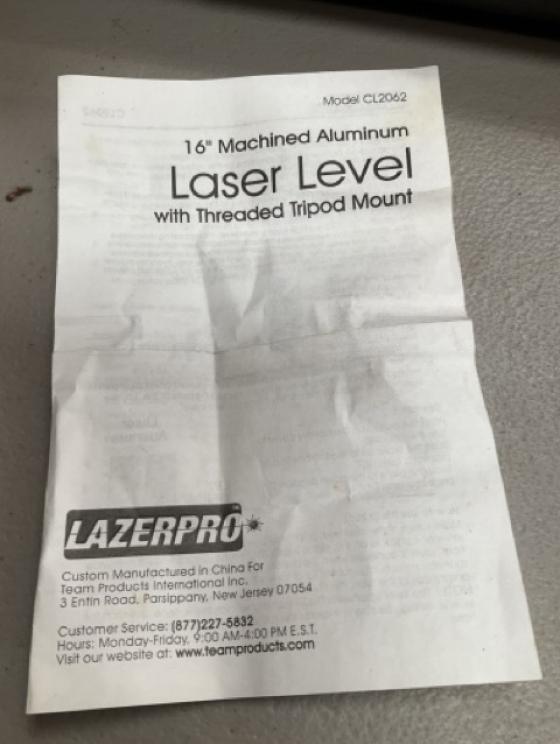 Model CL2062
16" Machined Aluminum
Laser Level
with Threaded Tripod Mount
LAZERPRO
Custom Manufactured in China For
Team Products International Inc.
3 Entin Road, Parsippany, New Jersey 07054
Customer Service: (877)227-5832
Hours: Monday-Friday, 9:00 AM-4:00 PM E.S.T.
Visit our website at: www.teamproducts.com